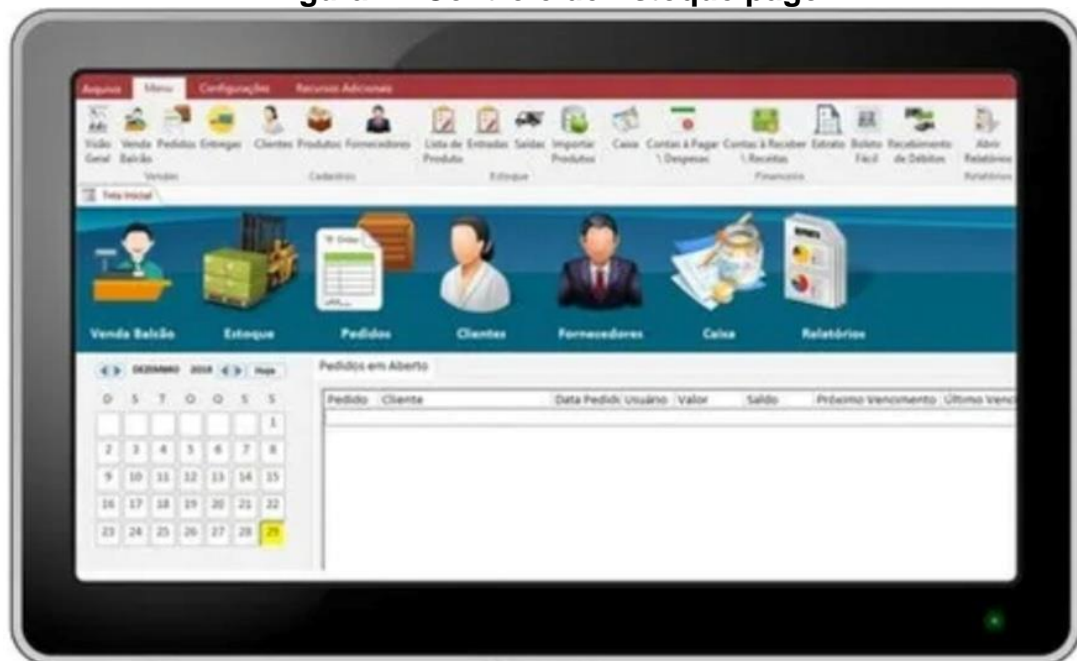 Arquivo Menu Configurações Recursos Adicionais
Visão Geral Venda Balcão Pedidos Entregas Clientes Produtos Fornecedores Lista de Produto Entradas Saídas Importar Produtos Caixa Contas à Pagar \ Despesas Contas à Receber \ Receitas Extrato Boleto Fácil Recebimento de Débitos Abrir Relatórios
Vendas Cadastros Estoque Financeiro Relatórios
Tela Inicial
Venda Balcão Estoque Pedidos Clientes Fornecedores Caixa Relatórios
DEZEMBRO 2018 Hoje
Pedidos em Aberto
D S T Q Q S S
Pedido Cliente Data Pedido Usuário Valor Saldo Próximo Vencimento Último Venc
1
2 3 4 5 6 7 8
9 10 11 12 13 14 15
16 17 18 19 20 21 22
23 24 25 26 27 28 29